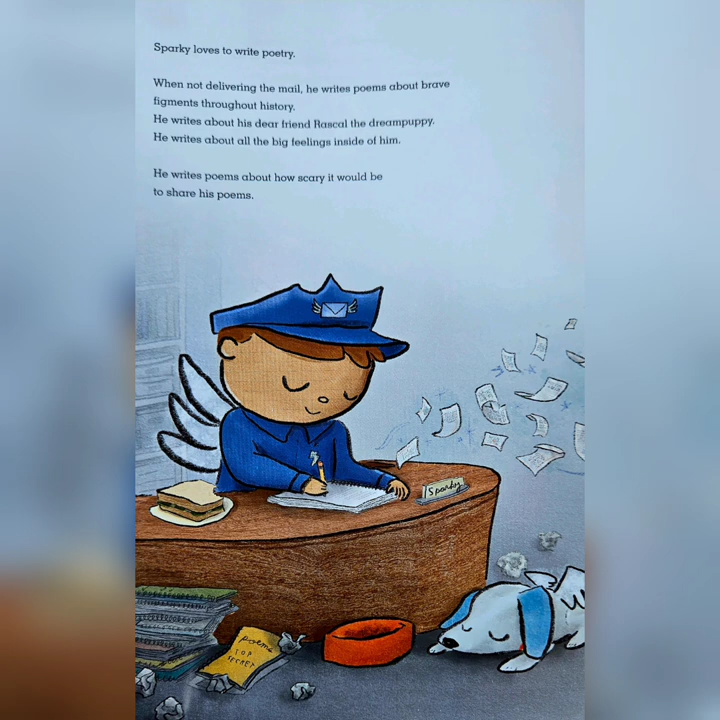 Sparky loves to write poetry.
When not delivering the mail, he writes poems about brave
figments throughout history.
He writes about his dear friend Rascal the dreampuppy.
He writes about all the big feelings inside of him.
He writes poems about how scary it would be
to share his poems.
Sparky
poems
TOP
SECRET